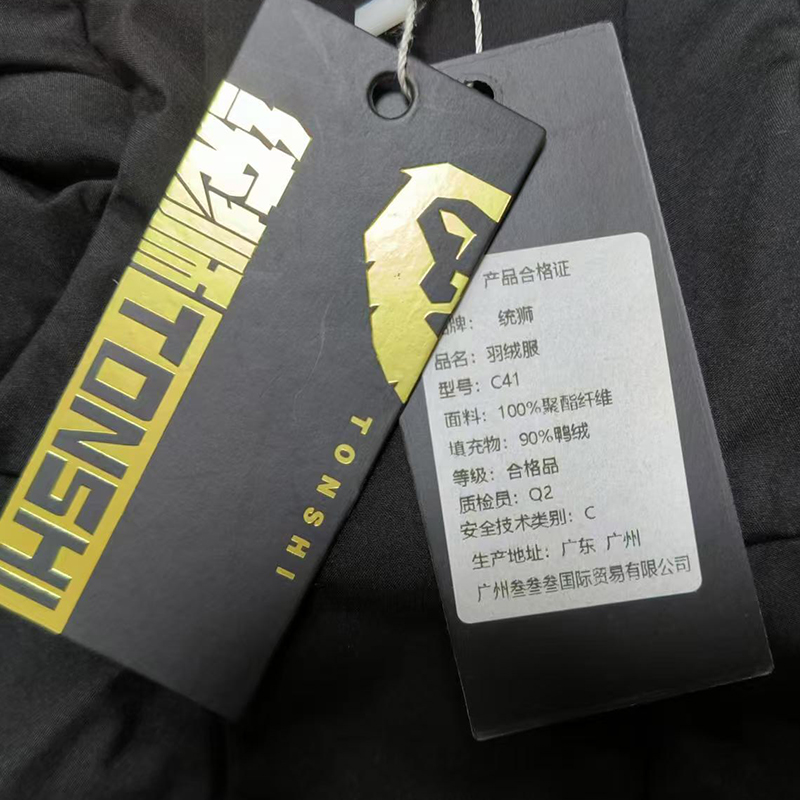 统狮
TONSHI
TONSHI
产品合格证
牌: 统狮
品名: 羽绒服
型号: C41
面料: 100%聚酯纤维
填充物: 90%鸭绒
等级: 合格品
质检员: Q2
安全技术类别: C
生产地址: 广东 广州
广州叁叁叁国际贸易有限公司